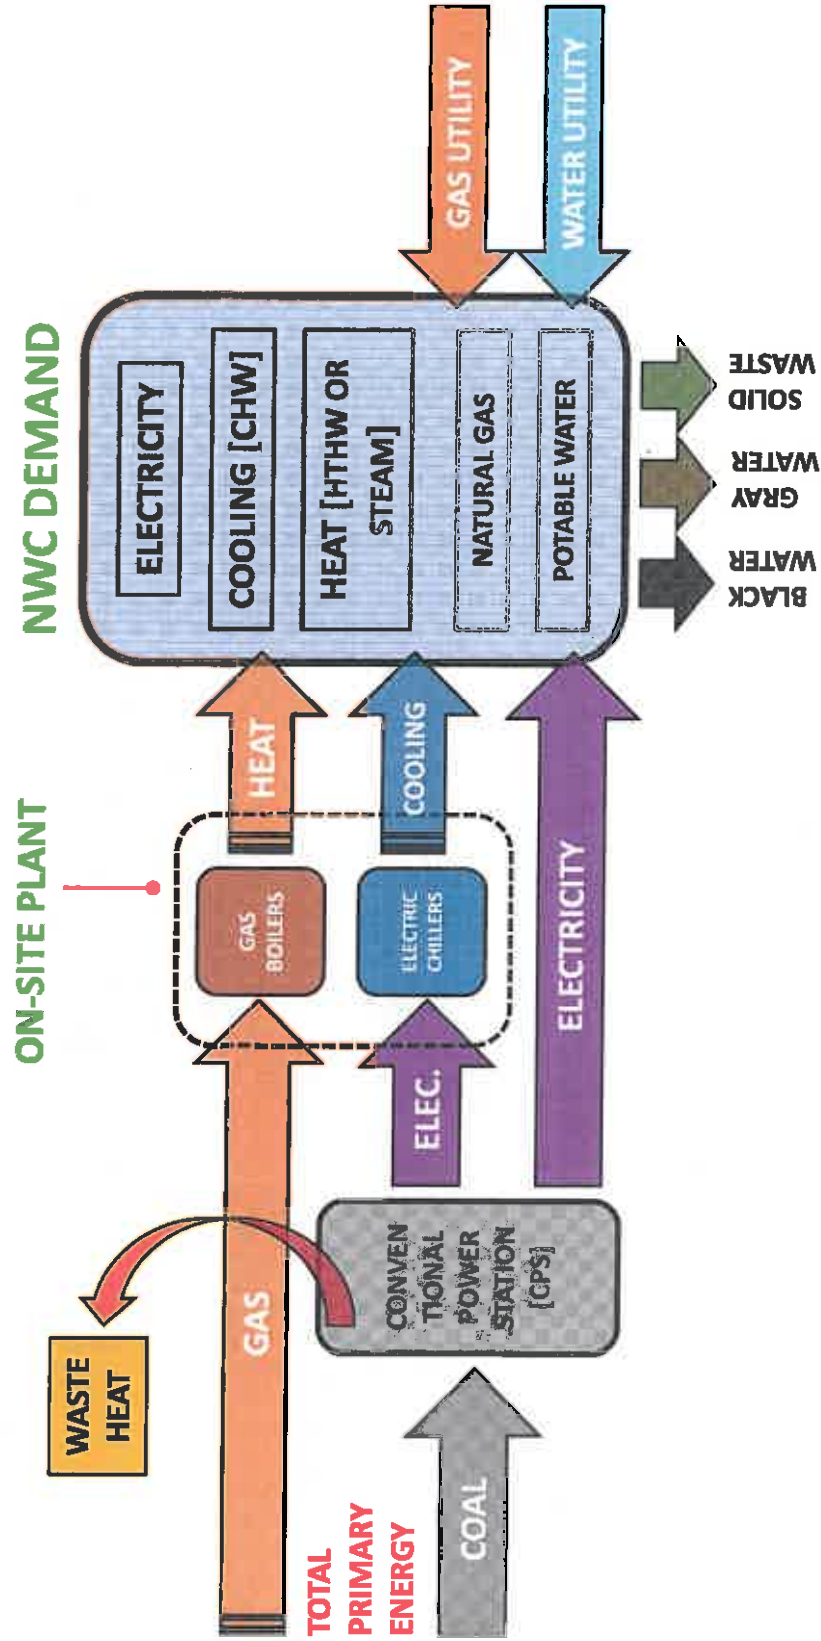 NWC DEMAND
ON-SITE PLANT
ELECTRICITY
COOLING [CHW]
HEAT [HTHW OR
STEAM]
NATURAL GAS
POTABLE WATER
GAS UTILITY
WATER UTILITY
HEAT
COOLING
ELECTRICITY
GAS
BOILERS
ELECTRIC
CHILLERS
ELEC.
GAS
WASTE
HEAT
CONVEN
TIONAL
POWER
STATION
[CPS]
TOTAL
PRIMARY
ENERGY
COAL
BLACK
WATER
GRAY
WATER
SOLID
WASTE